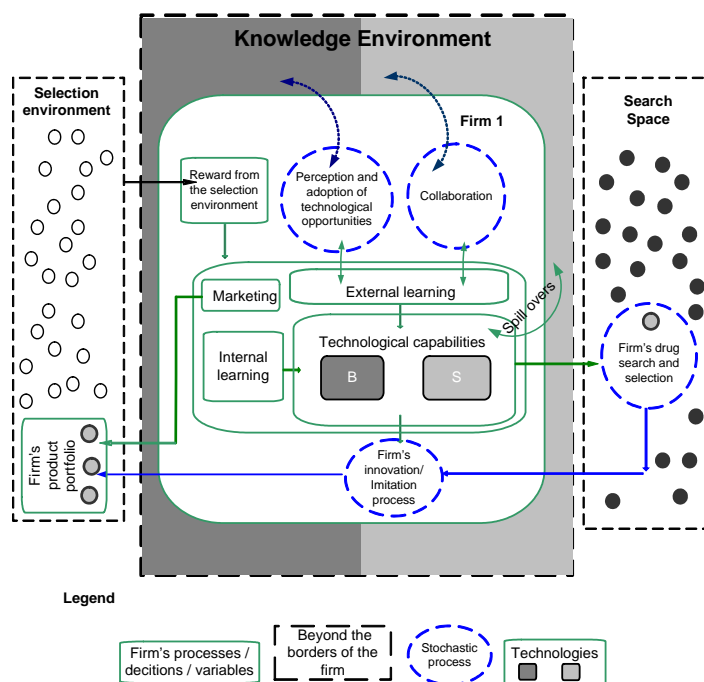 Knowledge Environment
Selection
environment
Search
Space
Firm 1
Reward from
the selection
environment
Perception and
adoption of
technological
opportunities
Collaboration
Marketing
External learning
Spill overs
Internal
learning
Technological capabilities
B
S
Firm's drug
search and
selection
Firm's
product
portfolio
Firm's
innovation/
Imitation
process
Legend
Firm's processes /
decitions / variables
Beyond the
borders of the
firm
Stochastic
process
Technologies